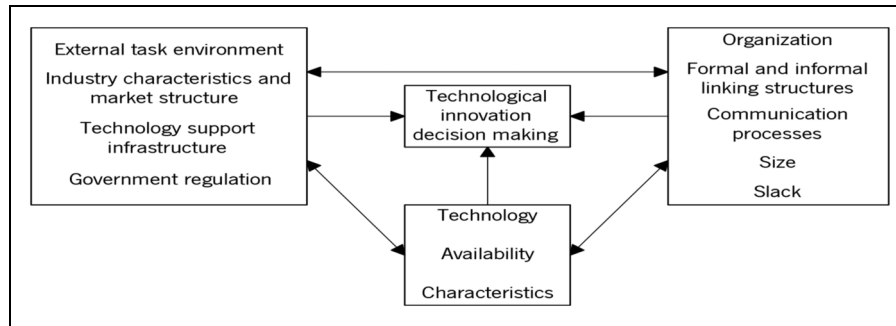 External task environment
Industry characteristics and
market structure
Technology support
infrastructure
Government regulation
Technological
innovation
decision making
Organization
Formal and informal
linking structures
Communication
processes
Size
Slack
Technology
Availability
Characteristics